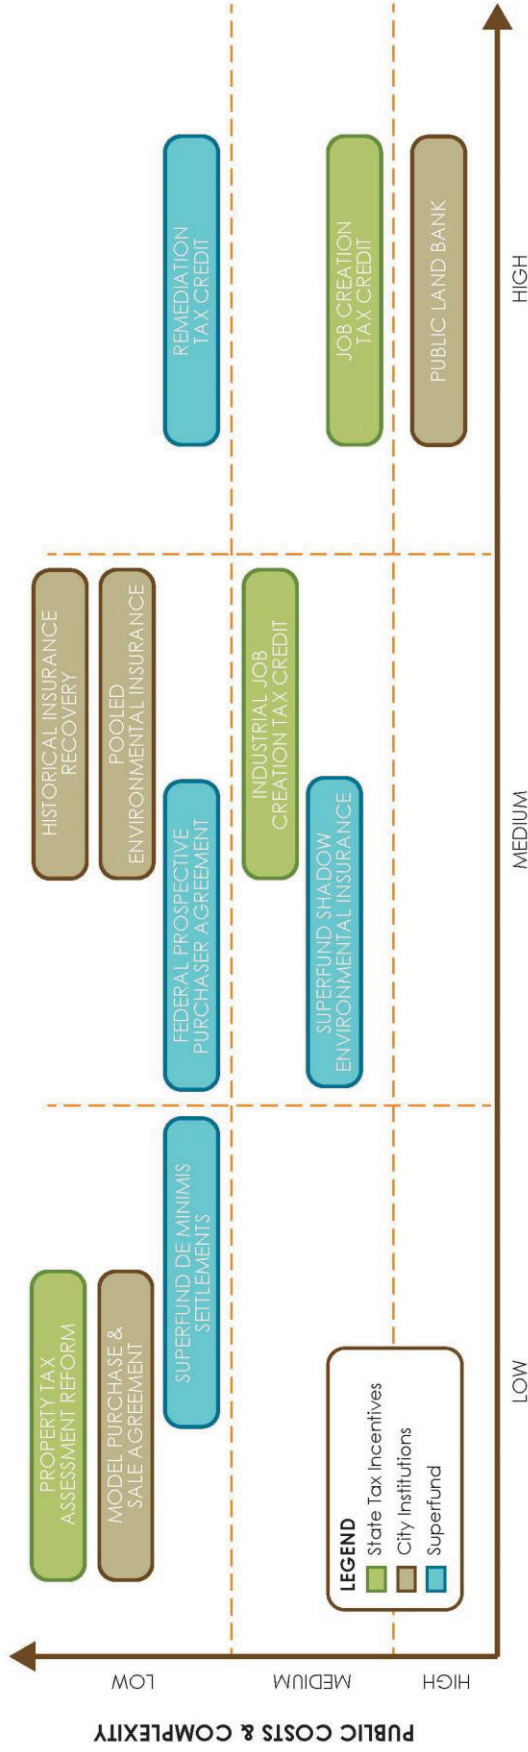 PUBLIC COSTS & COMPLEXITY
LOW
MEDIUM
HIGH
PROPERTY TAX
ASSESSMENT REFORM
MODEL PURCHASE &
SALE AGREEMENT
SUPERFUND DE MINIMIS
SETTLEMENTS
HISTORICAL INSURANCE
RECOVERY
POOLED
ENVIRONMENTAL INSURANCE
FEDERAL PROSPECTIVE
PURCHASER AGREEMENT
INDUSTRIAL JOB
CREATION TAX CREDIT
SUPERFUND SHADOW
ENVIRONMENTAL INSURANCE
REMEDIATION
TAX CREDIT
JOB CREATION
TAX CREDIT
PUBLIC LAND BANK
LEGEND
State Tax Incentives
City Institutions
Superfund
LOW
MEDIUM
HIGH